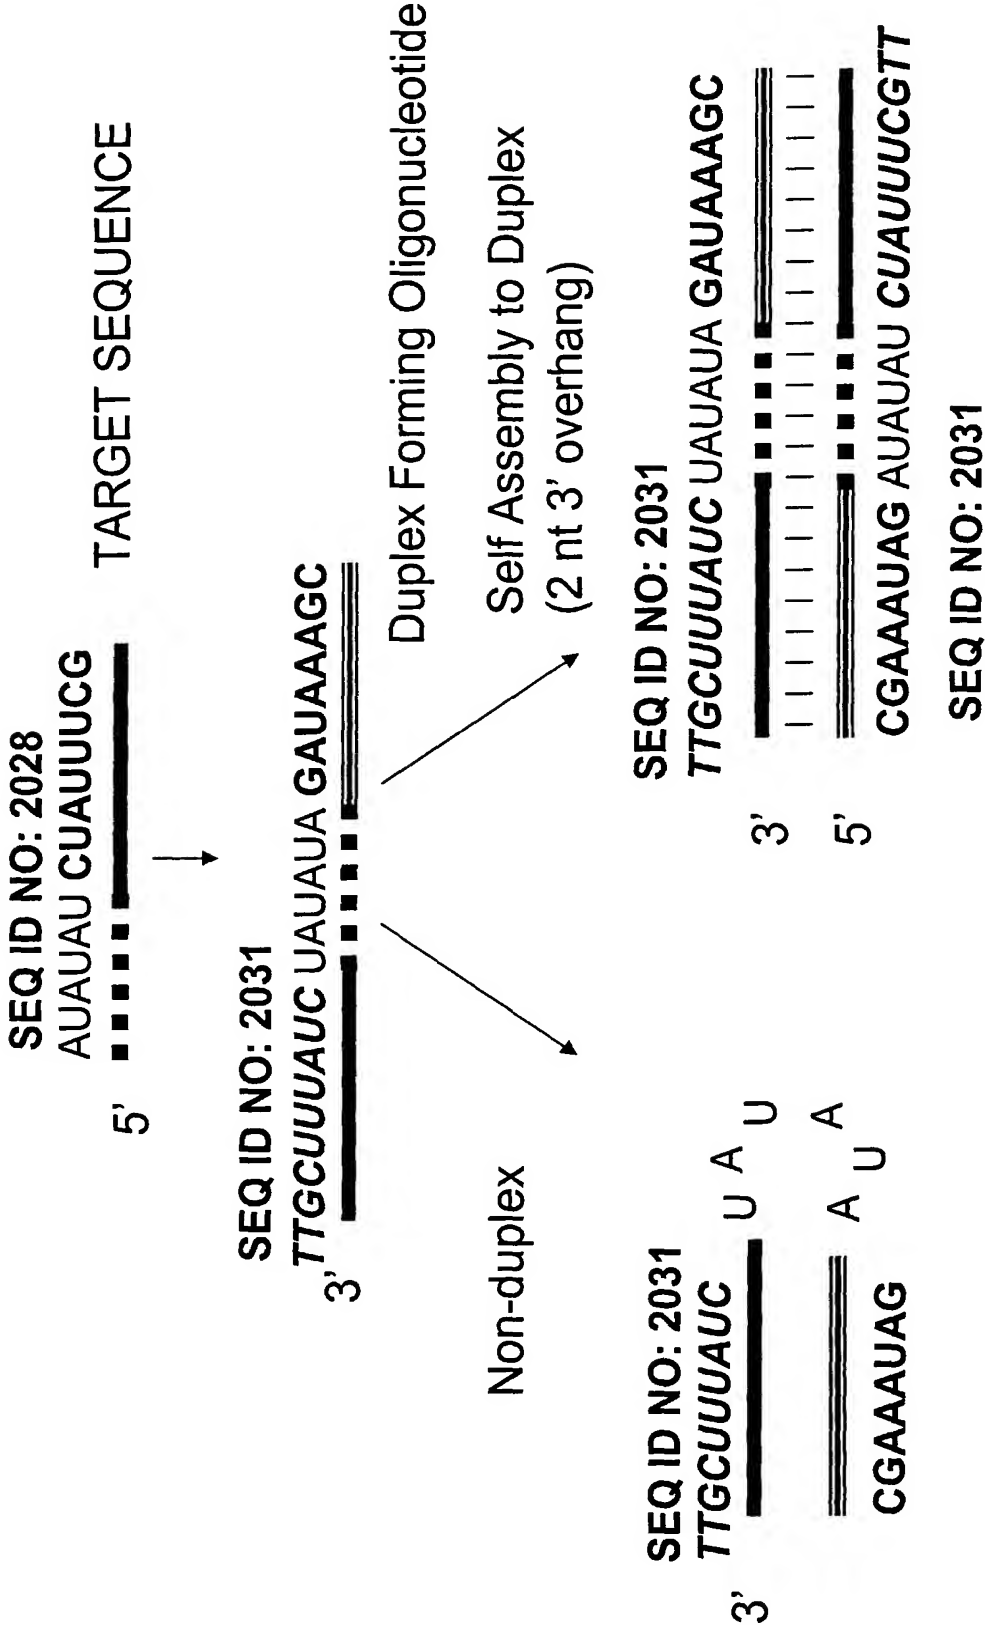 SEQ ID NO: 2028
AUAUAU CUAUUUCG
5'
TARGET SEQUENCE
SEQ ID NO: 2031
TTGCUUUAUC UAUAUA GAUAAAGC
3'
Duplex Forming Oligonucleotide
Non-duplex
Self Assembly to Duplex
(2 nt 3' overhang)
SEQ ID NO: 2031
TTGCUUUAUC
3'
U A U
A U A
CGAAAUAG
SEQ ID NO: 2031
TTGCUUUAUC UAUAUA GAUAAAGC
3'
5'
CGAAAUAG AUAUAU CUAUUUCGTT
SEQ ID NO: 2031